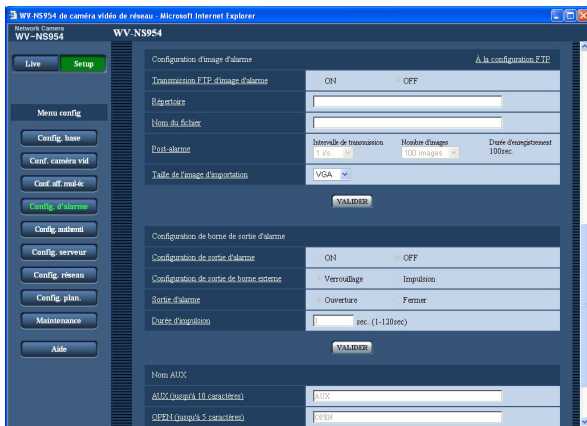 WV-NS954 de caméra vidéo de réseau - Microsoft Internet Explorer
Network Camera
WV-NS954
WV-NS954
Live
Setup
Menu config
Config. base
Conf. caméra vid
Conf. aff. mul-éc
Config. d'alarme
Config. authenti
Config. serveur
Config. réseau
Config. plan.
Maintenance
Aide
Configuration d'image d'alarme
À la configuration FTP
Transmission FTP d'image d'alarme
ON
OFF
Répertoire
Nom du fichier
Post-alarme
Intervalle de transmission
Nombre d'images
Durée d'enregistrement
1 i/s
100 images
100sec.
Taille de l'image d'importation
VGA
VALIDER
Configuration de borne de sortie d'alarme
Configuration de sortie d'alarme
ON
OFF
Configuration de sortie de borne externe
Verrouillage
Impulsion
Sortie d'alarme
Ouverture
Fermer
Durée d'impulsion
1
sec. (1-120sec)
VALIDER
Nom AUX
AUX (jusqu'à 10 caractères)
AUX
OPEN (jusqu'à 5 caractères)
OPEN